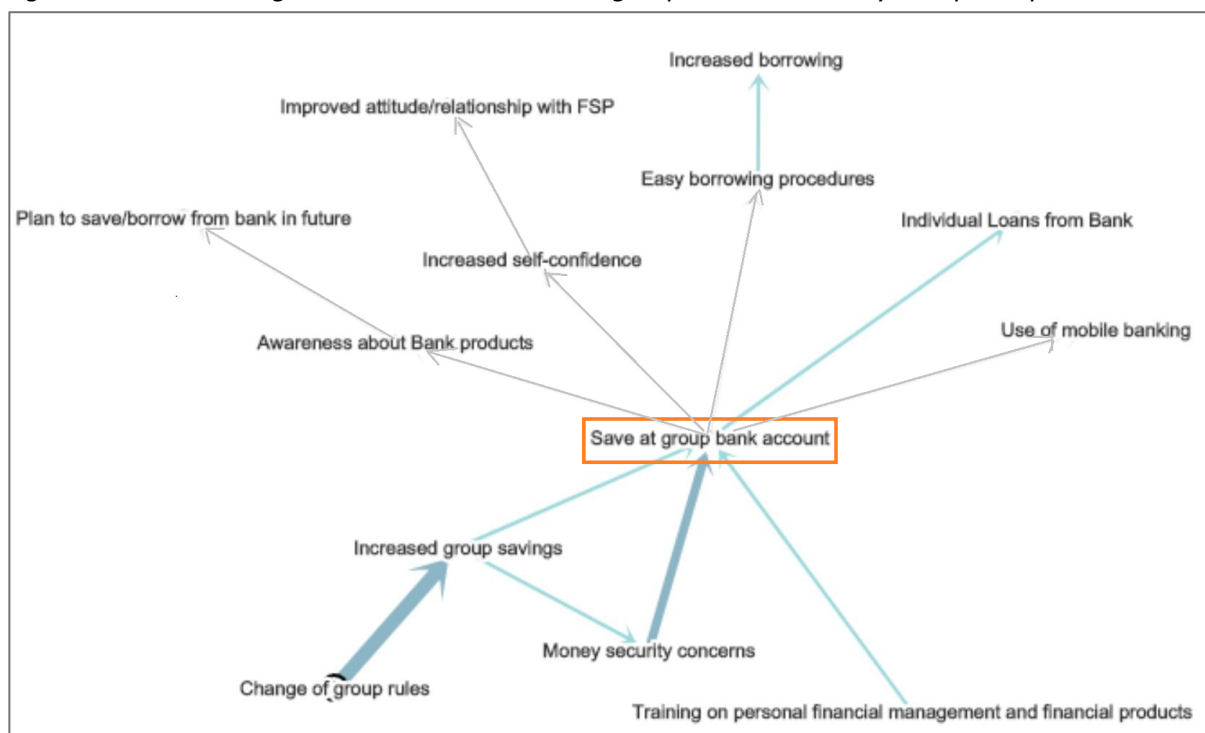 Increased borrowing
Improved attitude/relationship with FSP
Easy borrowing procedures
Plan to save/borrow from bank in future
Individual Loans from Bank
Increased self-confidence
Use of mobile banking
Awareness about Bank products
Save at group bank account
Increased group savings
Money security concerns
Change of group rules
Training on personal financial management and financial products